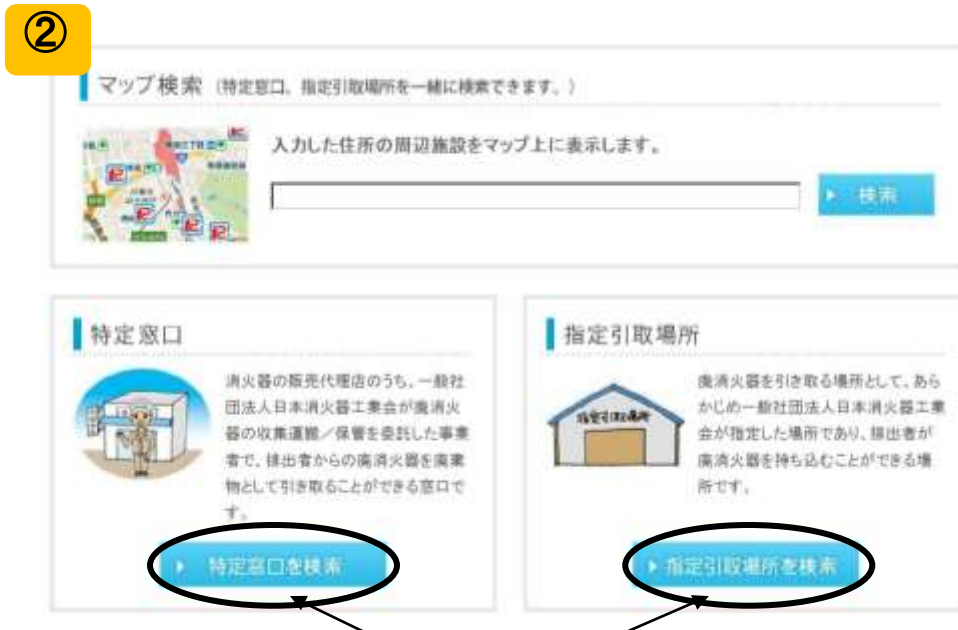 ②
マップ検索 (特定窓口、指定引取場所を一緒に検索できます。)
入力した住所の周辺施設をマップ上に表示します。
検索
特定窓口
消火器の販売代理店のうち、一般社
団法人日本消火器工業会が廃消火
器の収集運搬/保管を委託した事業
者で、排出者からの廃消火器を廃棄
物として引き取ることができる窓口で
す。
特定窓口を検索
指定引取場所
指定引取場所
廃消火器を引き取る場所として、あら
かじめ一般社団法人日本消火器工業
会が指定した場所であり、排出者が
廃消火器を持ち込むことができる場
所です。
指定引取場所を検索